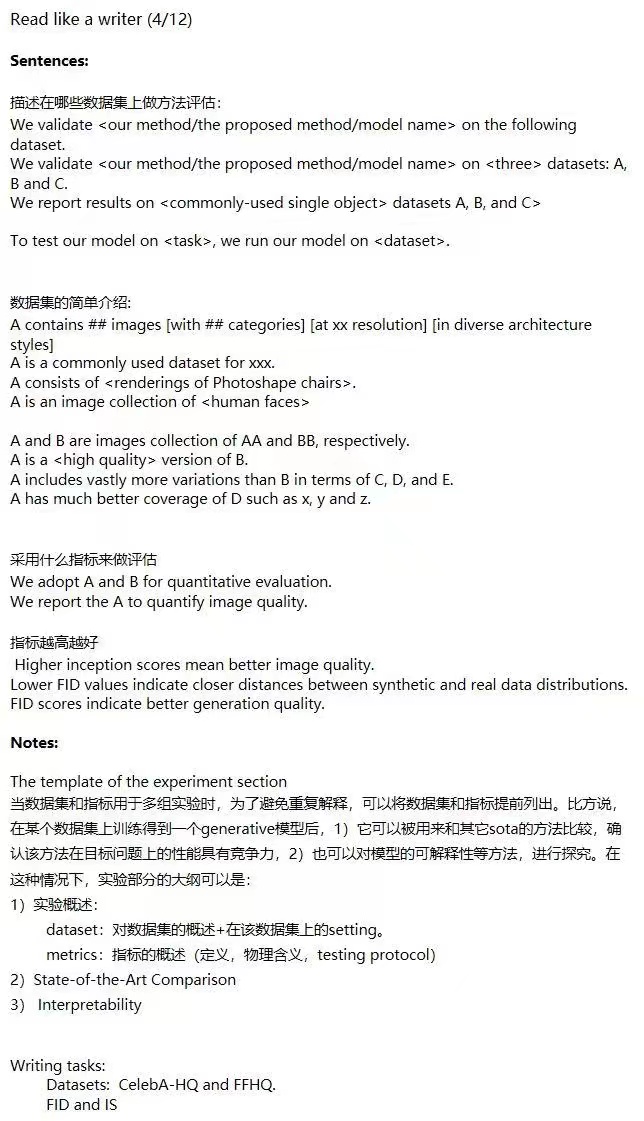 Read like a writer (4/12)
Sentences:
描述在哪些数据集上做方法评估：
We validate <our method/the proposed method/model name> on the following
dataset.
We validate <our method/the proposed method/model name> on <three> datasets: A,
B and C.
We report results on <commonly-used single object> datasets A, B, and C>
To test our model on <task>, we run our model on <dataset>.
数据集的简单介绍:
A contains ## images [with ## categories] [at xx resolution] [in diverse architecture
styles]
A is a commonly used dataset for xxx.
A consists of <renderings of Photoshape chairs>.
A is an image collection of <human faces>
A and B are images collection of AA and BB, respectively.
A is a <high quality> version of B.
A includes vastly more variations than B in terms of C, D, and E.
A has much better coverage of D such as x, y and z.
采用什么指标来做评估
We adopt A and B for quantitative evaluation.
We report the A to quantify image quality.
指标越高越好
Higher inception scores mean better image quality.
Lower FID values indicate closer distances between synthetic and real data distributions.
FID scores indicate better generation quality.
Notes:
The template of the experiment section
当数据集和指标用于多组实验时，为了避免重复解释，可以将数据集和指标提前列出。比方说，
在某个数据集上训练得到一个generative模型后，1）它可以被用来和其它sota的方法比较，确
认该方法在目标问题上的性能具有竞争力，2）也可以对模型的可解释性等方法，进行探究。在
这种情况下，实验部分的大纲可以是：
1）实验概述：
dataset：对数据集的概述+在该数据集上的setting。
metrics：指标的概述（定义，物理含义，testing protocol）
2）State-of-the-Art Comparison
3） Interpretability
Writing tasks:
Datasets: CelebA-HQ and FFHQ.
FID and IS